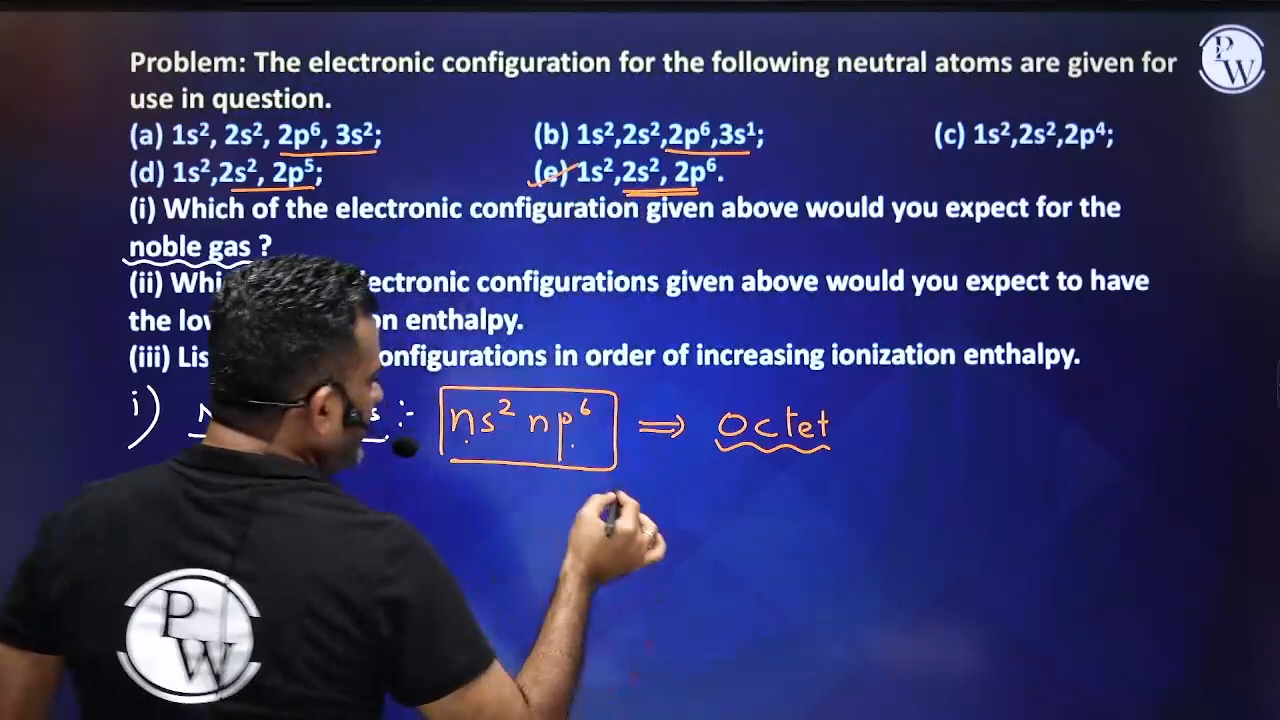 Problem: The electronic configuration for the following neutral atoms are given for
use in question.
(a) 1s², 2s², 2p⁶, 3s²; (b) 1s²,2s²,2p⁶,3s¹; (c) 1s²,2s²,2p⁴;
(d) 1s²,2s², 2p⁵; (e) 1s²,2s², 2p⁶.
(i) Which of the electronic configuration given above would you expect for the
noble gas ?
(ii) Whi ectronic configurations given above would you expect to have
the lo on enthalpy.
(iii) Lis onfigurations in order of increasing ionization enthalpy.
i) s :- ns² np⁶ ⇒ Octet
PW
PW